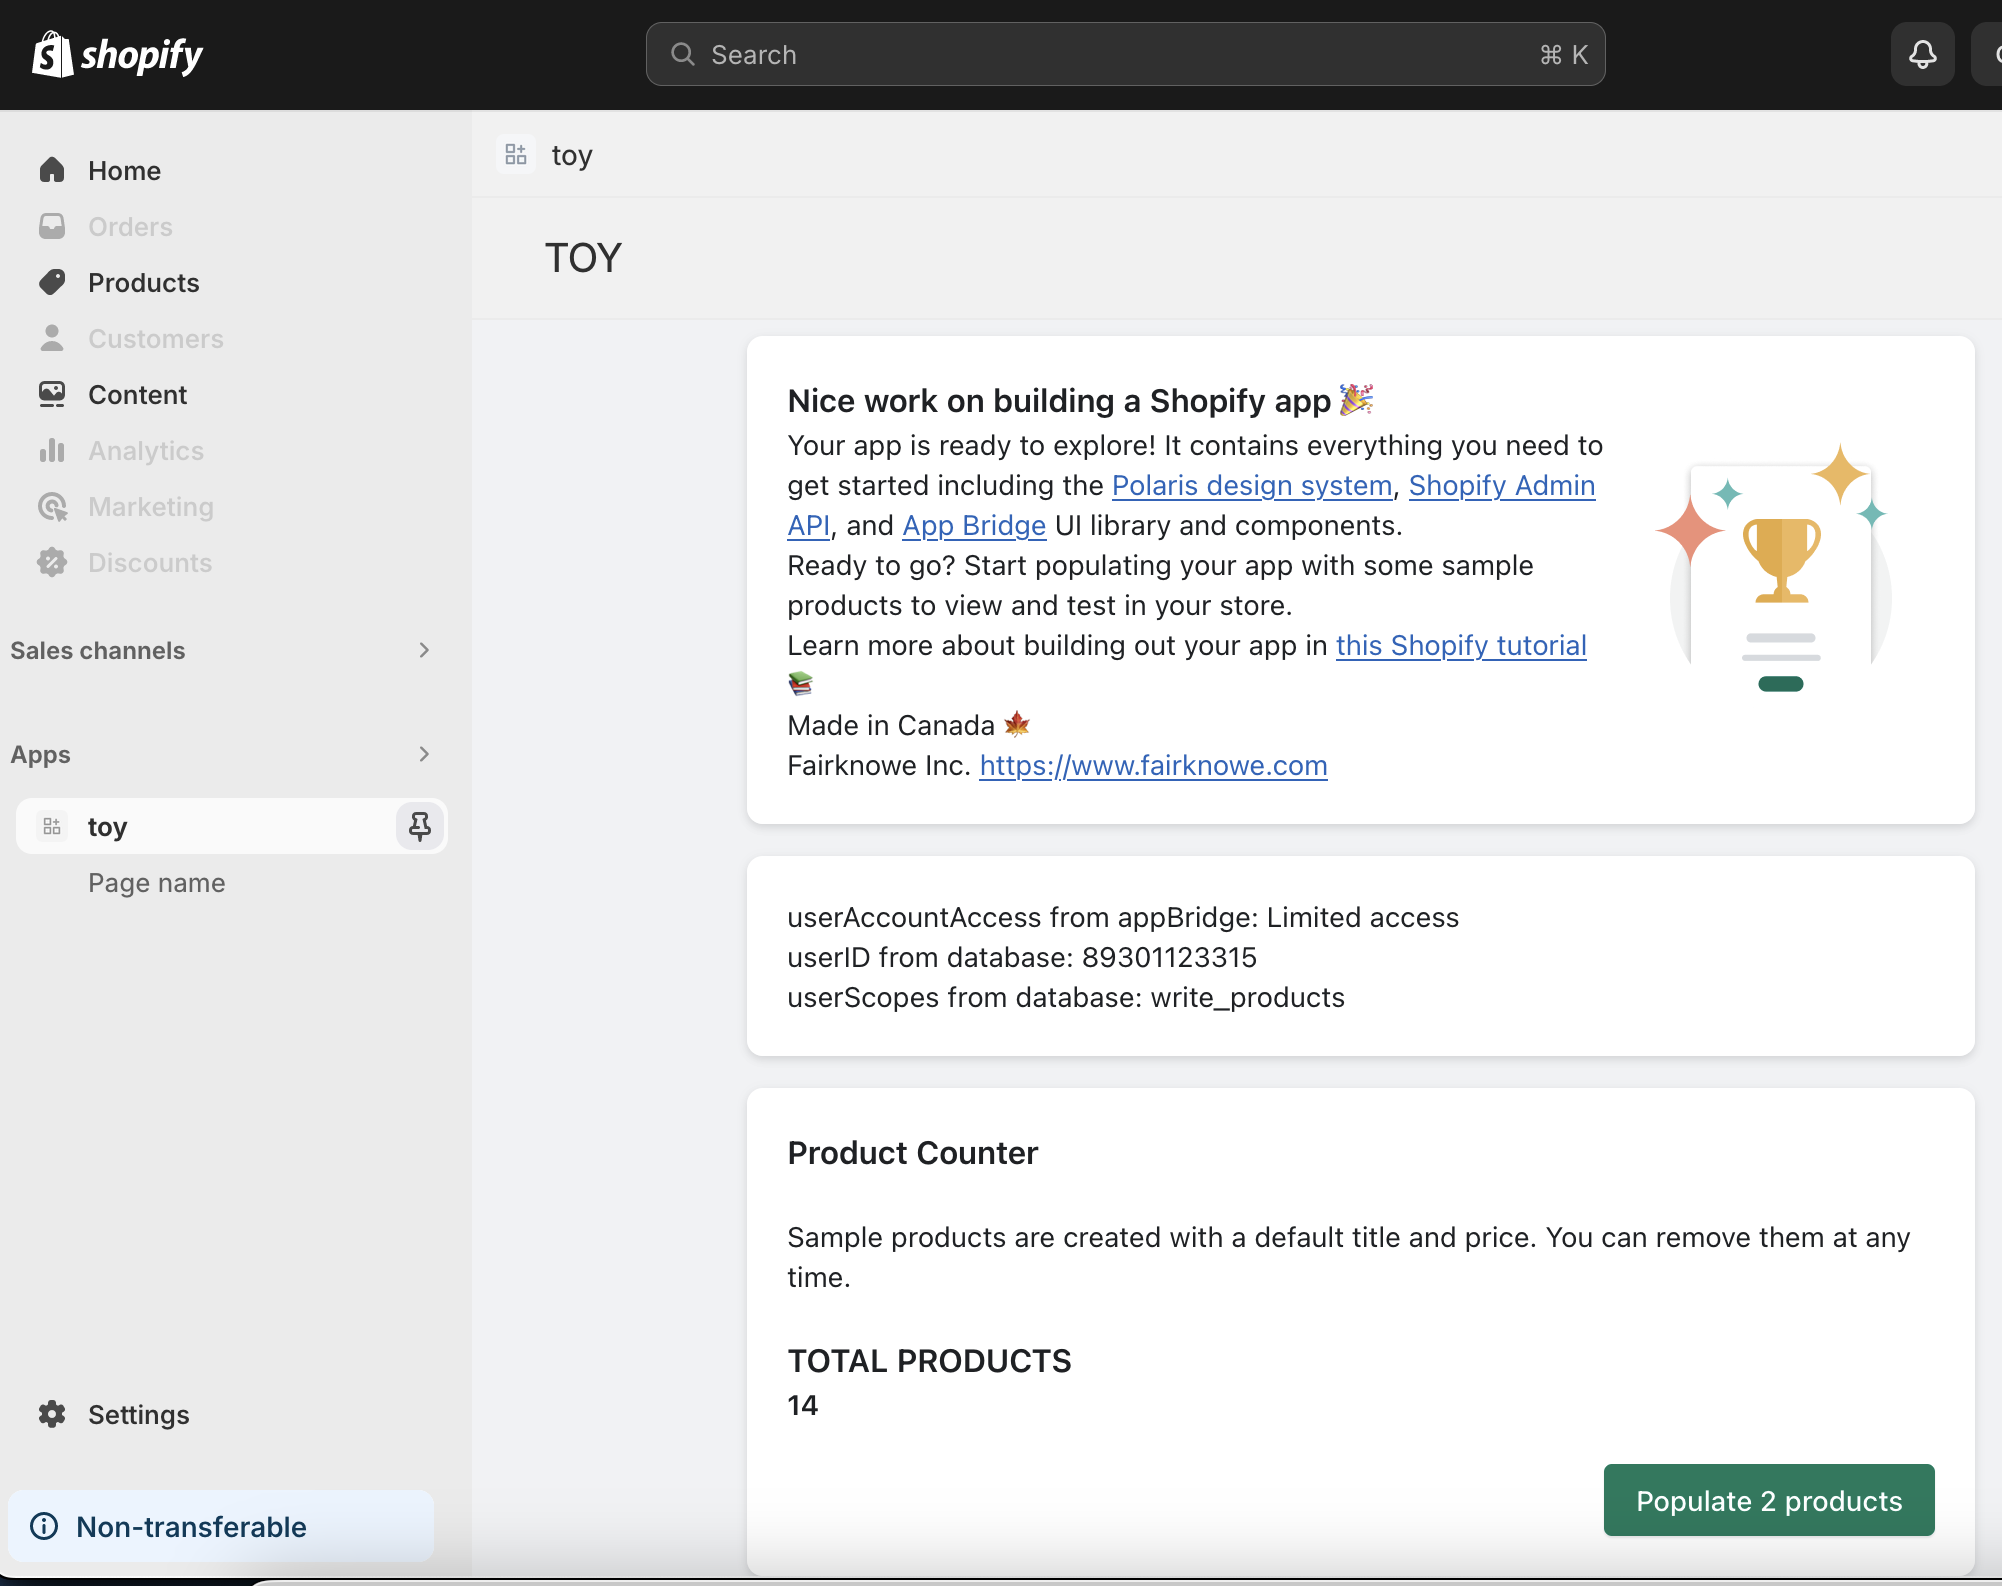 shopify
Search
⌘ K
Home
Orders
Products
Customers
Content
Analytics
Marketing
Discounts
Sales channels
Apps
toy
Page name
Settings
Non-transferable
toy
TOY
Nice work on building a Shopify app 🎉
Your app is ready to explore! It contains everything you need to
get started including the Polaris design system, Shopify Admin
API, and App Bridge UI library and components.
Ready to go? Start populating your app with some sample
products to view and test in your store.
Learn more about building out your app in this Shopify tutorial
📚
Made in Canada 🍁
Fairknowe Inc. https://www.fairknowe.com
userAccountAccess from appBridge: Limited access
userID from database: 89301123315
userScopes from database: write_products
Product Counter
Sample products are created with a default title and price. You can remove them at any
time.
TOTAL PRODUCTS
14
Populate 2 products